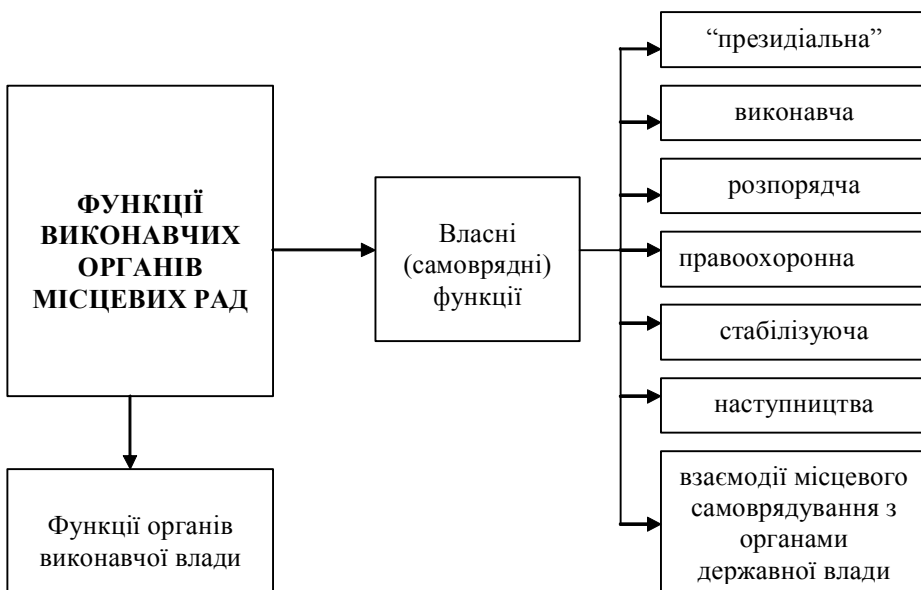 ФУНКЦІЇ
ВИКОНАВЧИХ
ОРГАНІВ
МІСЦЕВИХ РАД
Функції органів
виконавчої влади
Власні
(самоврядні)
функції
“президіальна”
виконавча
розпорядча
правоохоронна
стабілізуюча
наступництва
взаємодії місцевого
самоврядування з
органами
державної влади